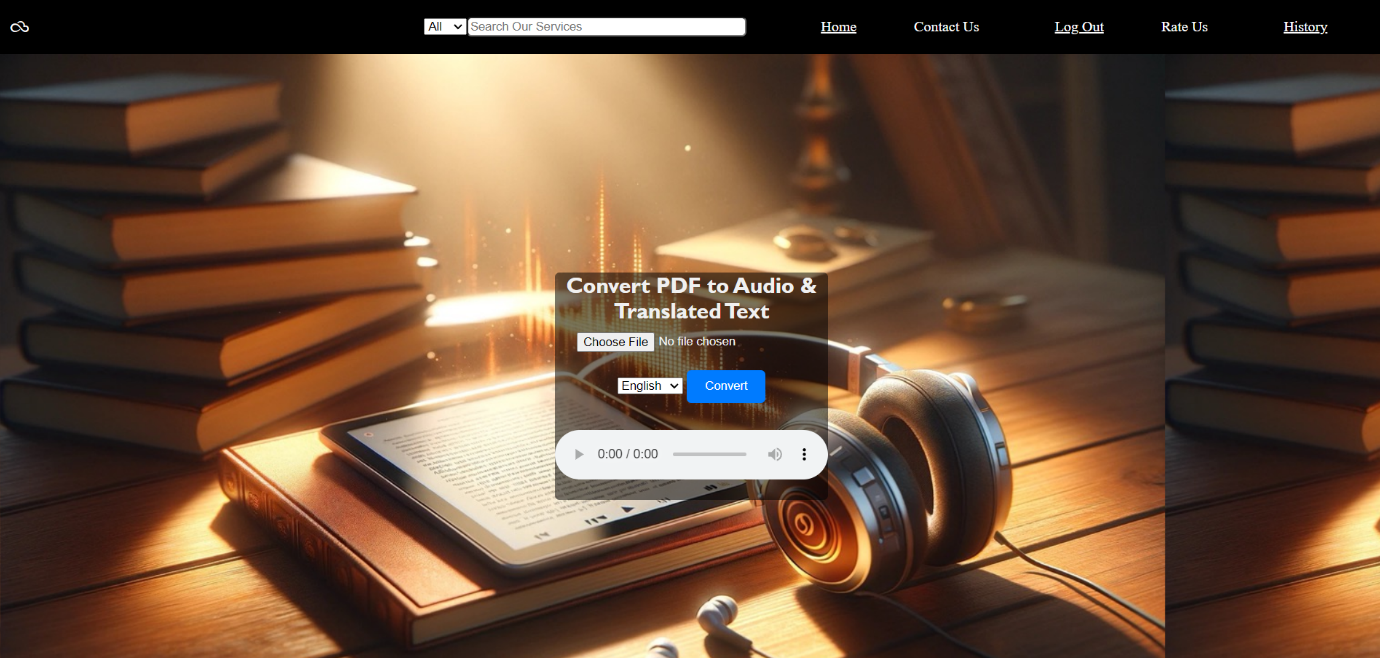 All Search Our Services Home Contact Us Log Out Rate Us History
Convert PDF to Audio &
Translated Text
Choose File No file chosen
English Convert
0:00 / 0:00